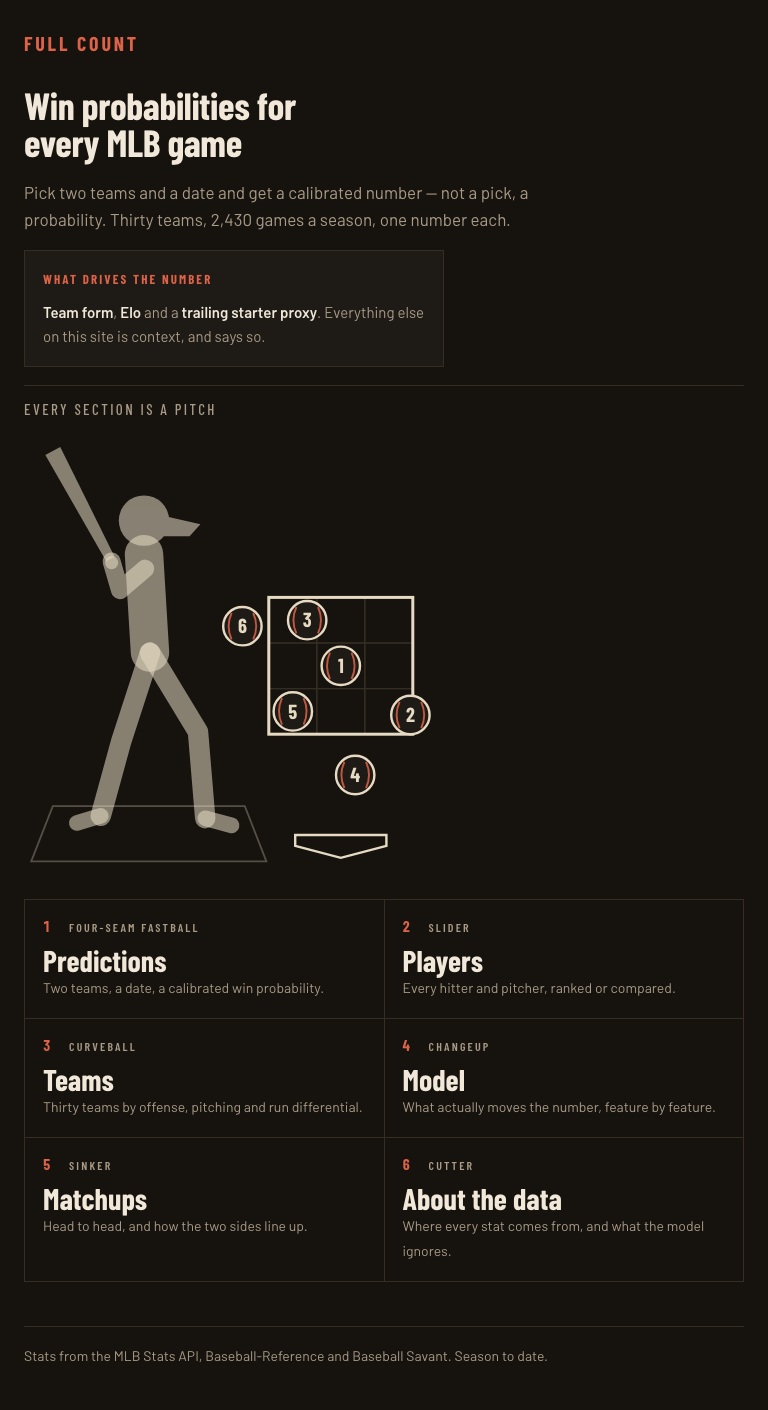 FULL COUNT
Win probabilities for
every MLB game
Pick two teams and a date and get a calibrated number — not a pick, a
probability. Thirty teams, 2,430 games a season, one number each.
WHAT DRIVES THE NUMBER
Team form, Elo and a trailing starter proxy. Everything else
on this site is context, and says so.
EVERY SECTION IS A PITCH
6
3
1
5
2
4
1 FOUR-SEAM FASTBALL
Predictions
Two teams, a date, a calibrated win probability.
2 SLIDER
Players
Every hitter and pitcher, ranked or compared.
3 CURVEBALL
Teams
Thirty teams by offense, pitching and run differential.
4 CHANGEUP
Model
What actually moves the number, feature by feature.
5 SINKER
Matchups
Head to head, and how the two sides line up.
6 CUTTER
About the data
Where every stat comes from, and what the model
ignores.
Stats from the MLB Stats API, Baseball-Reference and Baseball Savant. Season to date.